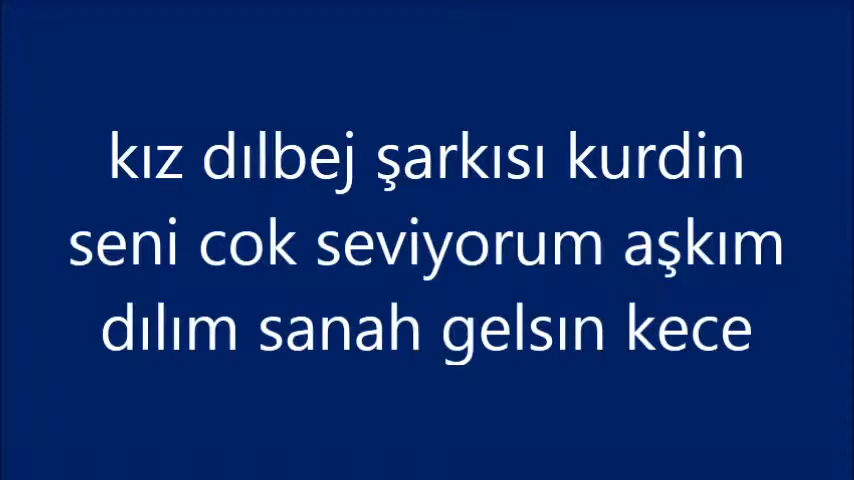 kız dılbej şarkısı kurdin
seni cok seviyorum aşkım
dılım sanah gelsın kece